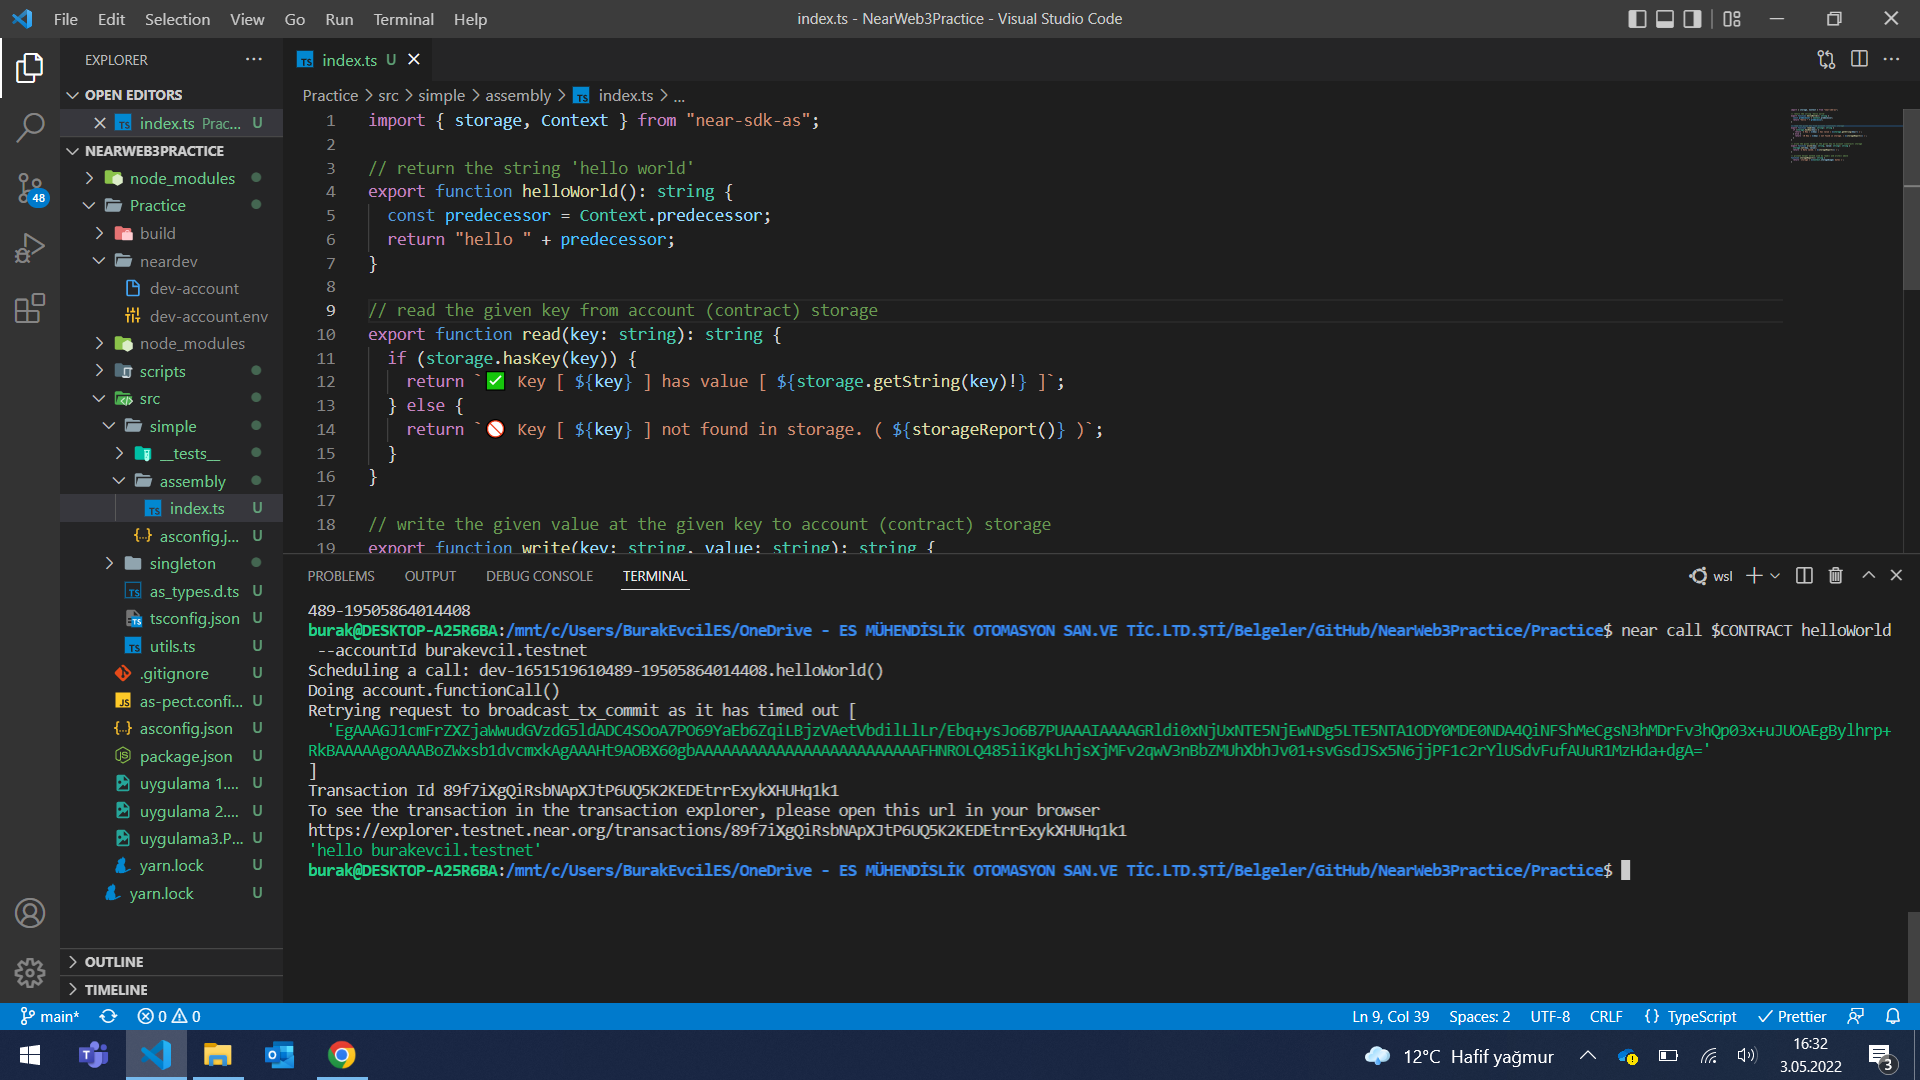 File Edit Selection View Go Run Terminal Help
index.ts - NearWeb3Practice - Visual Studio Code
EXPLORER
OPEN EDITORS
index.ts Prac... U
NEARWEB3PRACTICE
node_modules
Practice
build
neardev
dev-account
dev-account.env
node_modules
scripts
src
simple
__tests__
assembly
index.ts U
asconfig.j... U
singleton
as_types.d.ts U
tsconfig.json U
utils.ts U
.gitignore U
as-pect.confi... U
asconfig.json U
package.json U
uygulama 1.... U
uygulama 2.... U
uygulama3.P... U
yarn.lock U
yarn.lock U
OUTLINE
TIMELINE
48
index.ts U
Practice > src > simple > assembly > index.ts > ...
1 import { storage, Context } from "near-sdk-as";
2
3 // return the string 'hello world'
4 export function helloWorld(): string {
5 const predecessor = Context.predecessor;
6 return "hello " + predecessor;
7 }
8
9 // read the given key from account (contract) storage
10 export function read(key: string): string {
11 if (storage.hasKey(key)) {
12 return `✅ Key [ ${key} ] has value [ ${storage.getString(key)!} ]`;
13 } else {
14 return `🚫 Key [ ${key} ] not found in storage. ( ${storageReport()} )`;
15 }
16 }
17
18 // write the given value at the given key to account (contract) storage
19 export function write(key: string, value: string): string {
PROBLEMS OUTPUT DEBUG CONSOLE TERMINAL
wsl
489-19505864014408
burak@DESKTOP-A25R6BA:/mnt/c/Users/BurakEvcilES/OneDrive - ES MÜHENDİSLİK OTOMASYON SAN.VE TİC.LTD.ŞTİ/Belgeler/GitHub/NearWeb3Practice/Practice$ near call $CONTRACT helloWorld
--accountId burakevcil.testnet
Scheduling a call: dev-1651519610489-19505864014408.helloWorld()
Doing account.functionCall()
Retrying request to broadcast_tx_commit as it has timed out [
]
Transaction Id 89f7iXgQiRsbNApXJtP6UQ5K2KEDEtrrExykXHUHq1k1
To see the transaction in the transaction explorer, please open this url in your browser
https://explorer.testnet.near.org/transactions/89f7iXgQiRsbNApXJtP6UQ5K2KEDEtrrExykXHUHq1k1
'hello burakevcil.testnet'
burak@DESKTOP-A25R6BA:/mnt/c/Users/BurakEvcilES/OneDrive - ES MÜHENDİSLİK OTOMASYON SAN.VE TİC.LTD.ŞTİ/Belgeler/GitHub/NearWeb3Practice/Practice$
main* 0 0
Ln 9, Col 39 Spaces: 2 UTF-8 CRLF {} TypeScript Prettier
12°C Hafif yağmur
16:32
3.05.2022
3